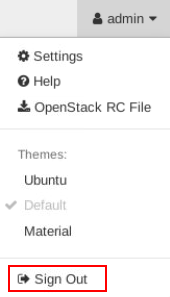 admin
Settings
Help
OpenStack RC File
Themes:
Ubuntu
Default
Material
Sign Out